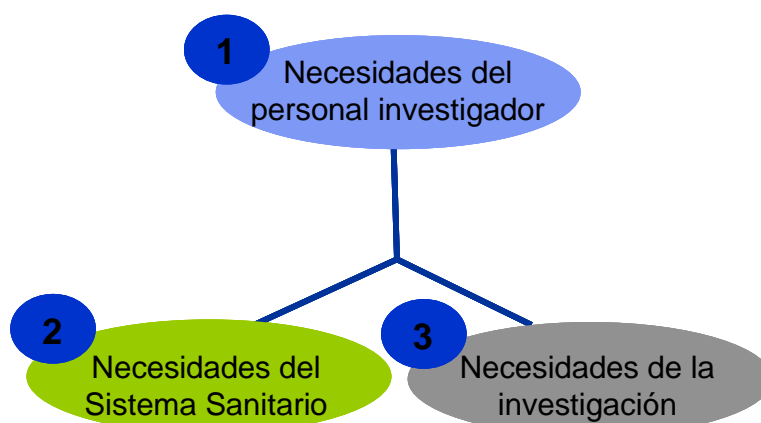 1
Necesidades del
personal investigador
2
Necesidades del
Sistema Sanitario
3
Necesidades de la
investigación